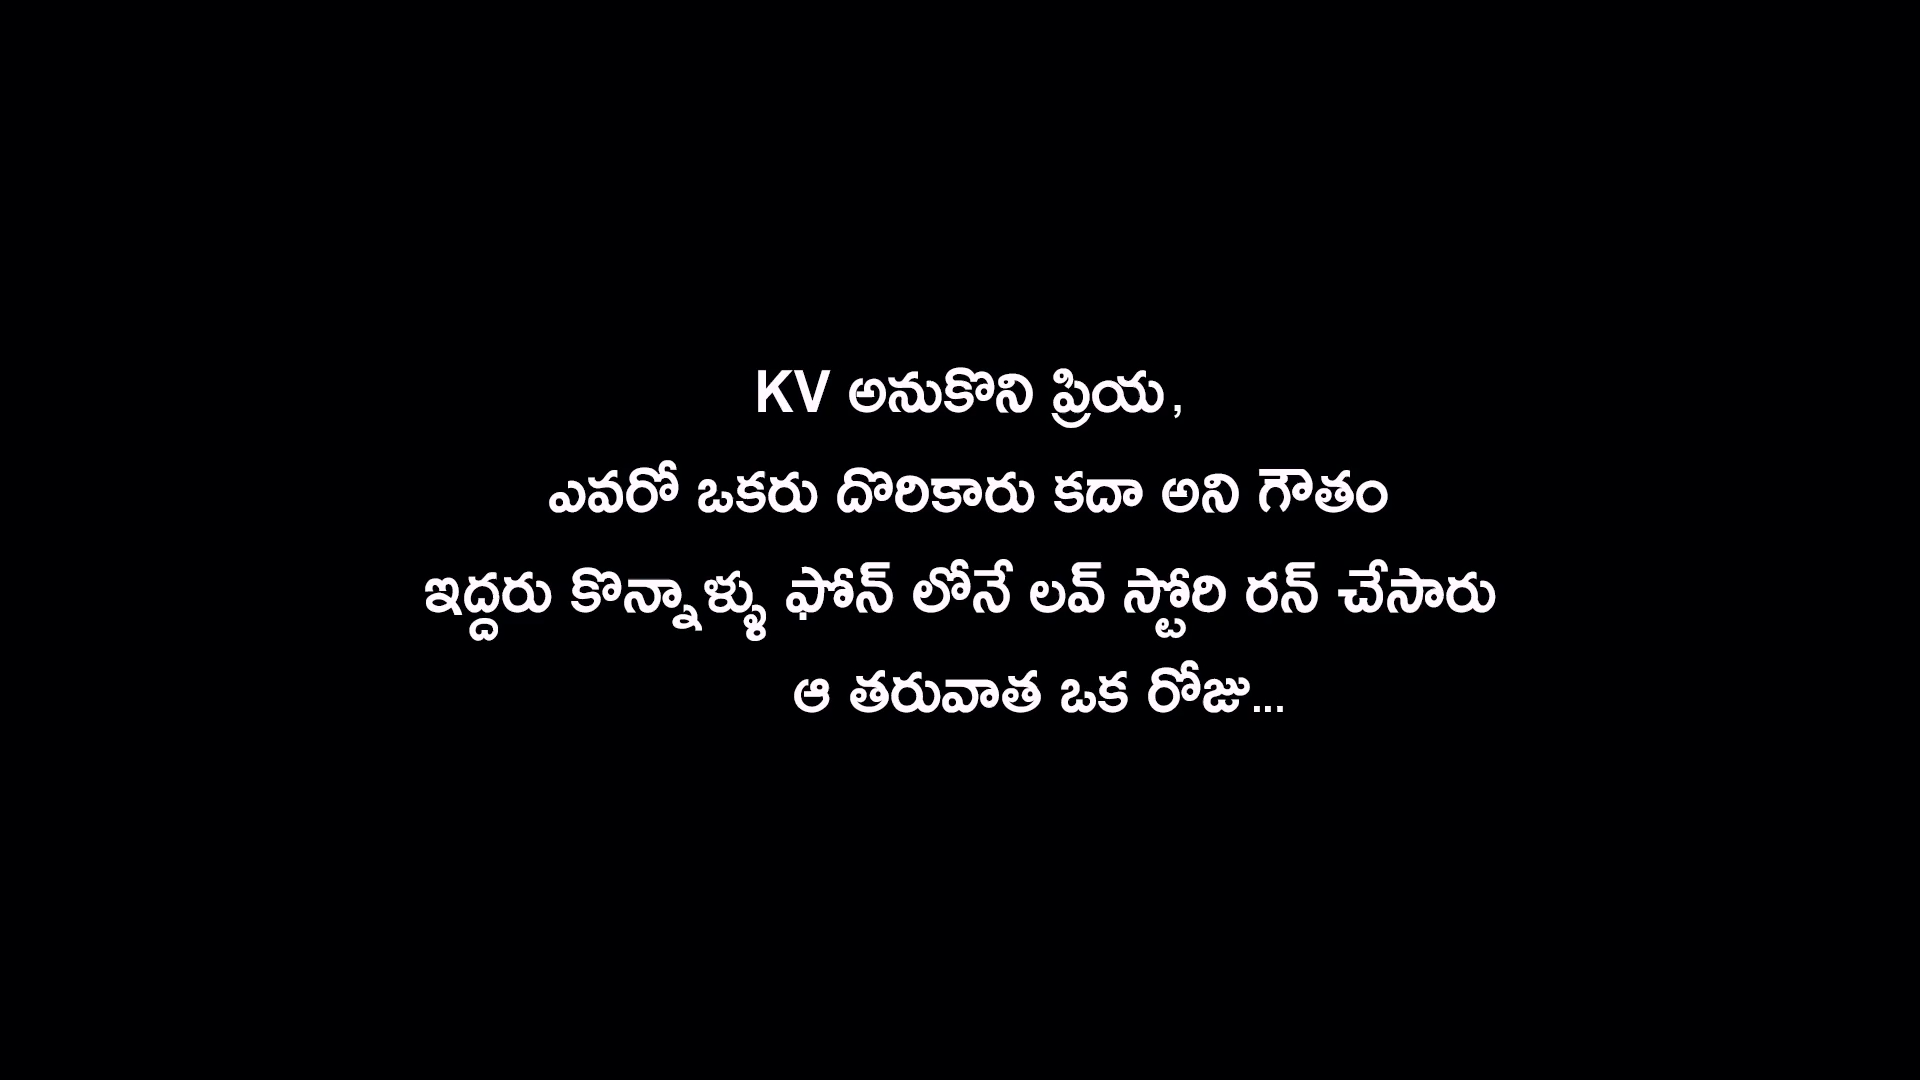 KV అనుకొని ప్రియ,
ఎవరో ఒకరు దొరికారు కదా అని గౌతం
ఇద్దరు కొన్నాళ్ళు ఫోన్ లోనే లవ్ స్టోరి రన్ చేసారు
ఆ తరువాత ఒక రోజు...